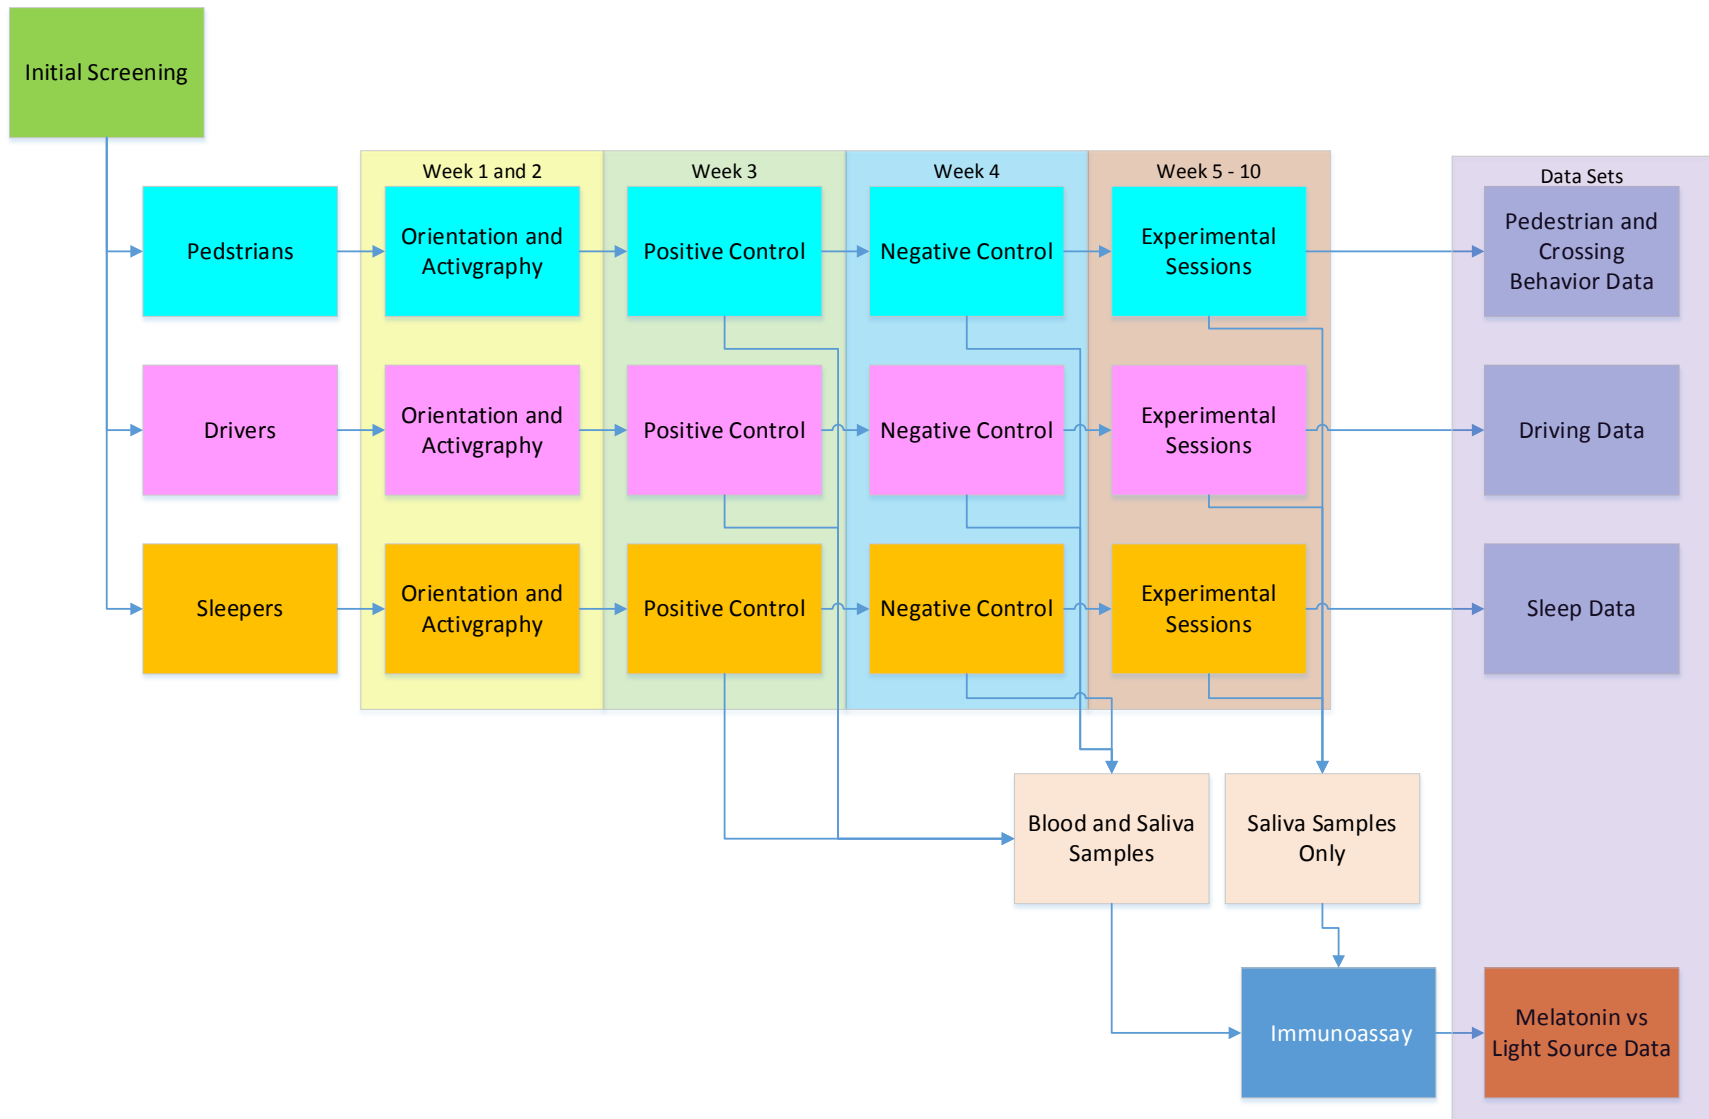 Initial Screening
Week 1 and 2
Week 3
Week 4
Week 5 - 10
Data Sets
Pedstrians
Orientation and
Activgraphy
Positive Control
Negative Control
Experimental
Sessions
Pedestrian and
Crossing
Behavior Data
Drivers
Orientation and
Activgraphy
Positive Control
Negative Control
Experimental
Sessions
Driving Data
Sleepers
Orientation and
Activgraphy
Positive Control
Negative Control
Experimental
Sessions
Sleep Data
Blood and Saliva
Samples
Saliva Samples
Only
Immunoassay
Melatonin vs
Light Source Data